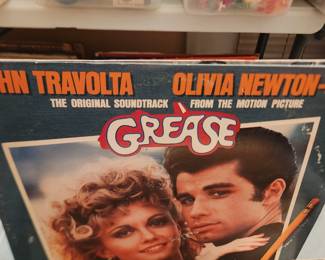 HN TRAVOLTA OLIVIA NEWTON-
THE ORIGINAL SOUNDTRACK FROM THE MOTION PICTURE
GREASE